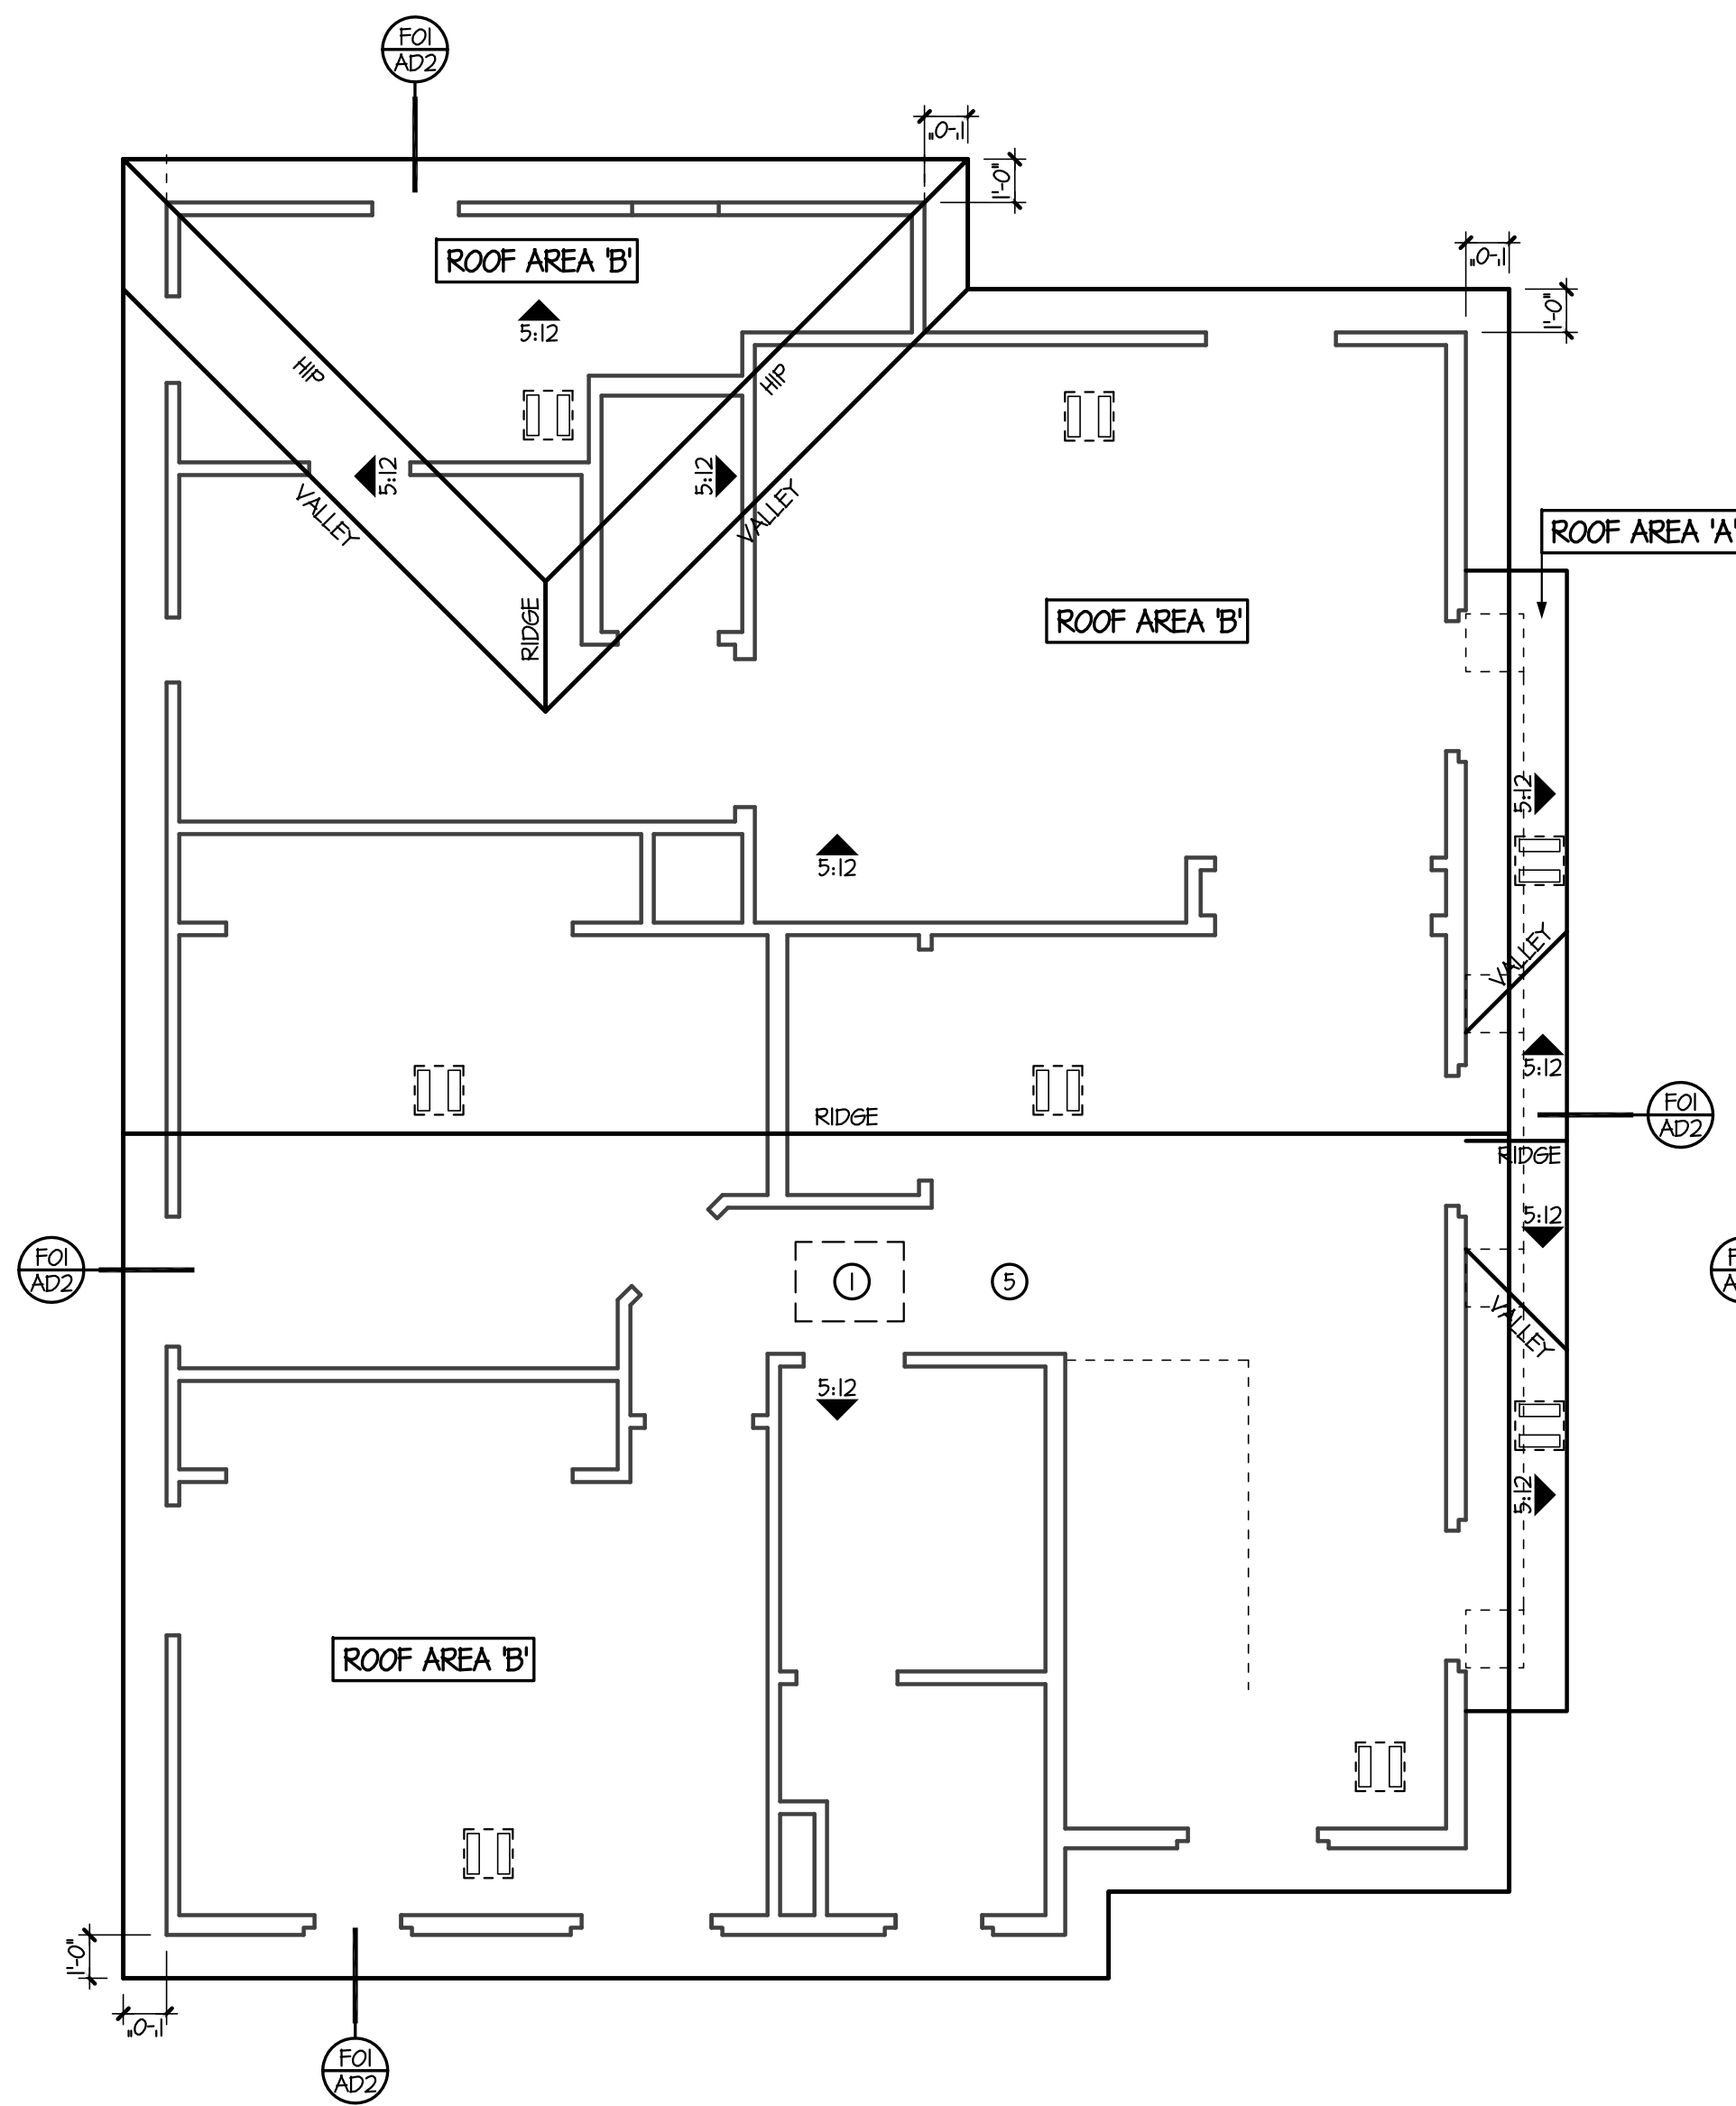 F01
AD2
1'-0"
1'-0"
1'-0"
1'-0"
ROOF AREA 'B'
5:12
HIP
HIP
5:12
5:12
VALLEY
VALLEY
ROOF AREA 'A'
RIDGE
ROOF AREA 'B'
5:12
5:12
VALLEY
5:12
RIDGE
F01
AD2
RIDGE
5:12
F01
AD2
1
5
VALLEY
5:12
5:12
ROOF AREA 'B'
1'-0"
1'-0"
F01
AD2